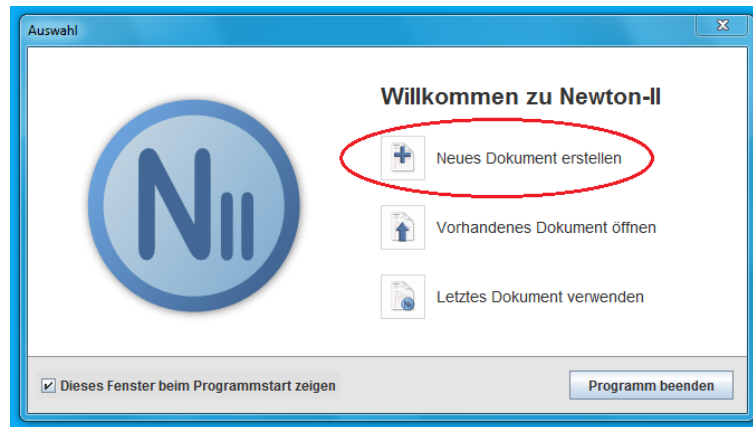 Auswahl
Willkommen zu Newton-II
Neues Dokument erstellen
Vorhandenes Dokument öffnen
NII
Letztes Dokument verwenden
Dieses Fenster beim Programmstart zeigen
Programm beenden